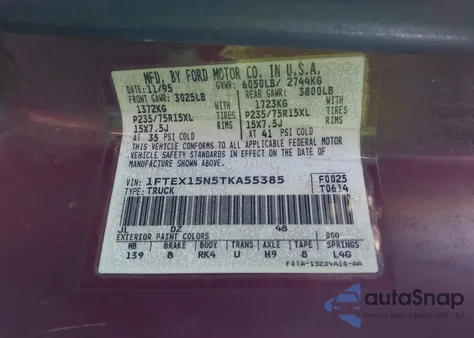 MFD. BY FORD MOTOR CO. IN U.S.A.
DATE: 11/95 GVWR: 6050LB/ 2744KG
FRONT GAWR: 3025LB REAR GAWR: 3800LB
1372KG 1723KG
P235/75R15XL TIRES P235/75R15XL TIRES
15X7.5J RIMS 15X7.5J RIMS
AT 35 PSI COLD AT 41 PSI COLD
THIS VEHICLE CONFORMS TO ALL APPLICABLE FEDERAL MOTOR
VEHICLE SAFETY STANDARDS IN EFFECT ON THE DATE OF
MANUFACTURE SHOWN ABOVE.
VIN: 1FTEX15N5TKA55385 F0025
TYPE: TRUCK T0614
JL D2 48
EXTERIOR PAINT COLORS DSO
WB BRAKE BODY TRANS AXLE TAPE SPRINGS
139 B RK4 U H9 B L4G
autoSnap